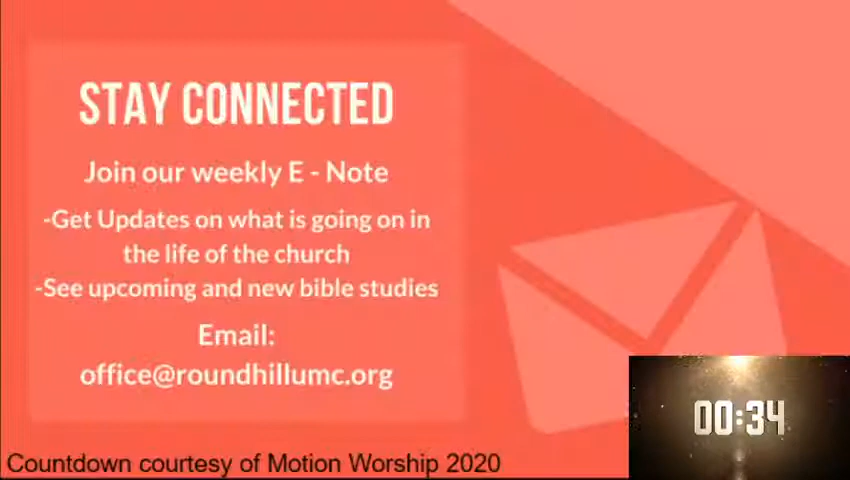 STAY CONNECTED
Join our weekly E - Note
-Get Updates on what is going on in
the life of the church
-See upcoming and new bible studies
Email:
office@roundhillumc.org
00:34
Countdown courtesy of Motion Worship 2020